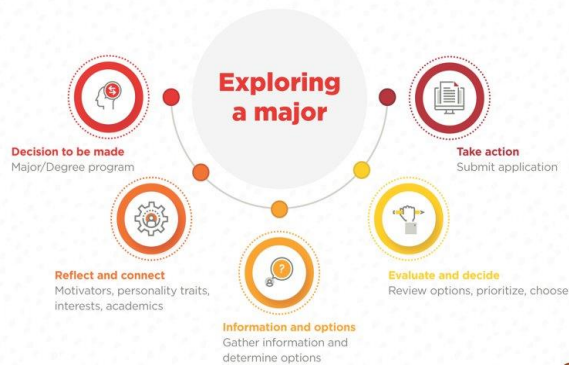 Exploring
a major
Decision to be made
Major/Degree program
Reflect and connect
Motivators, personality traits,
interests, academics
?
Information and options
Gather information and
determine options
Evaluate and decide
Review options, prioritize, choose
Take action
Submit application